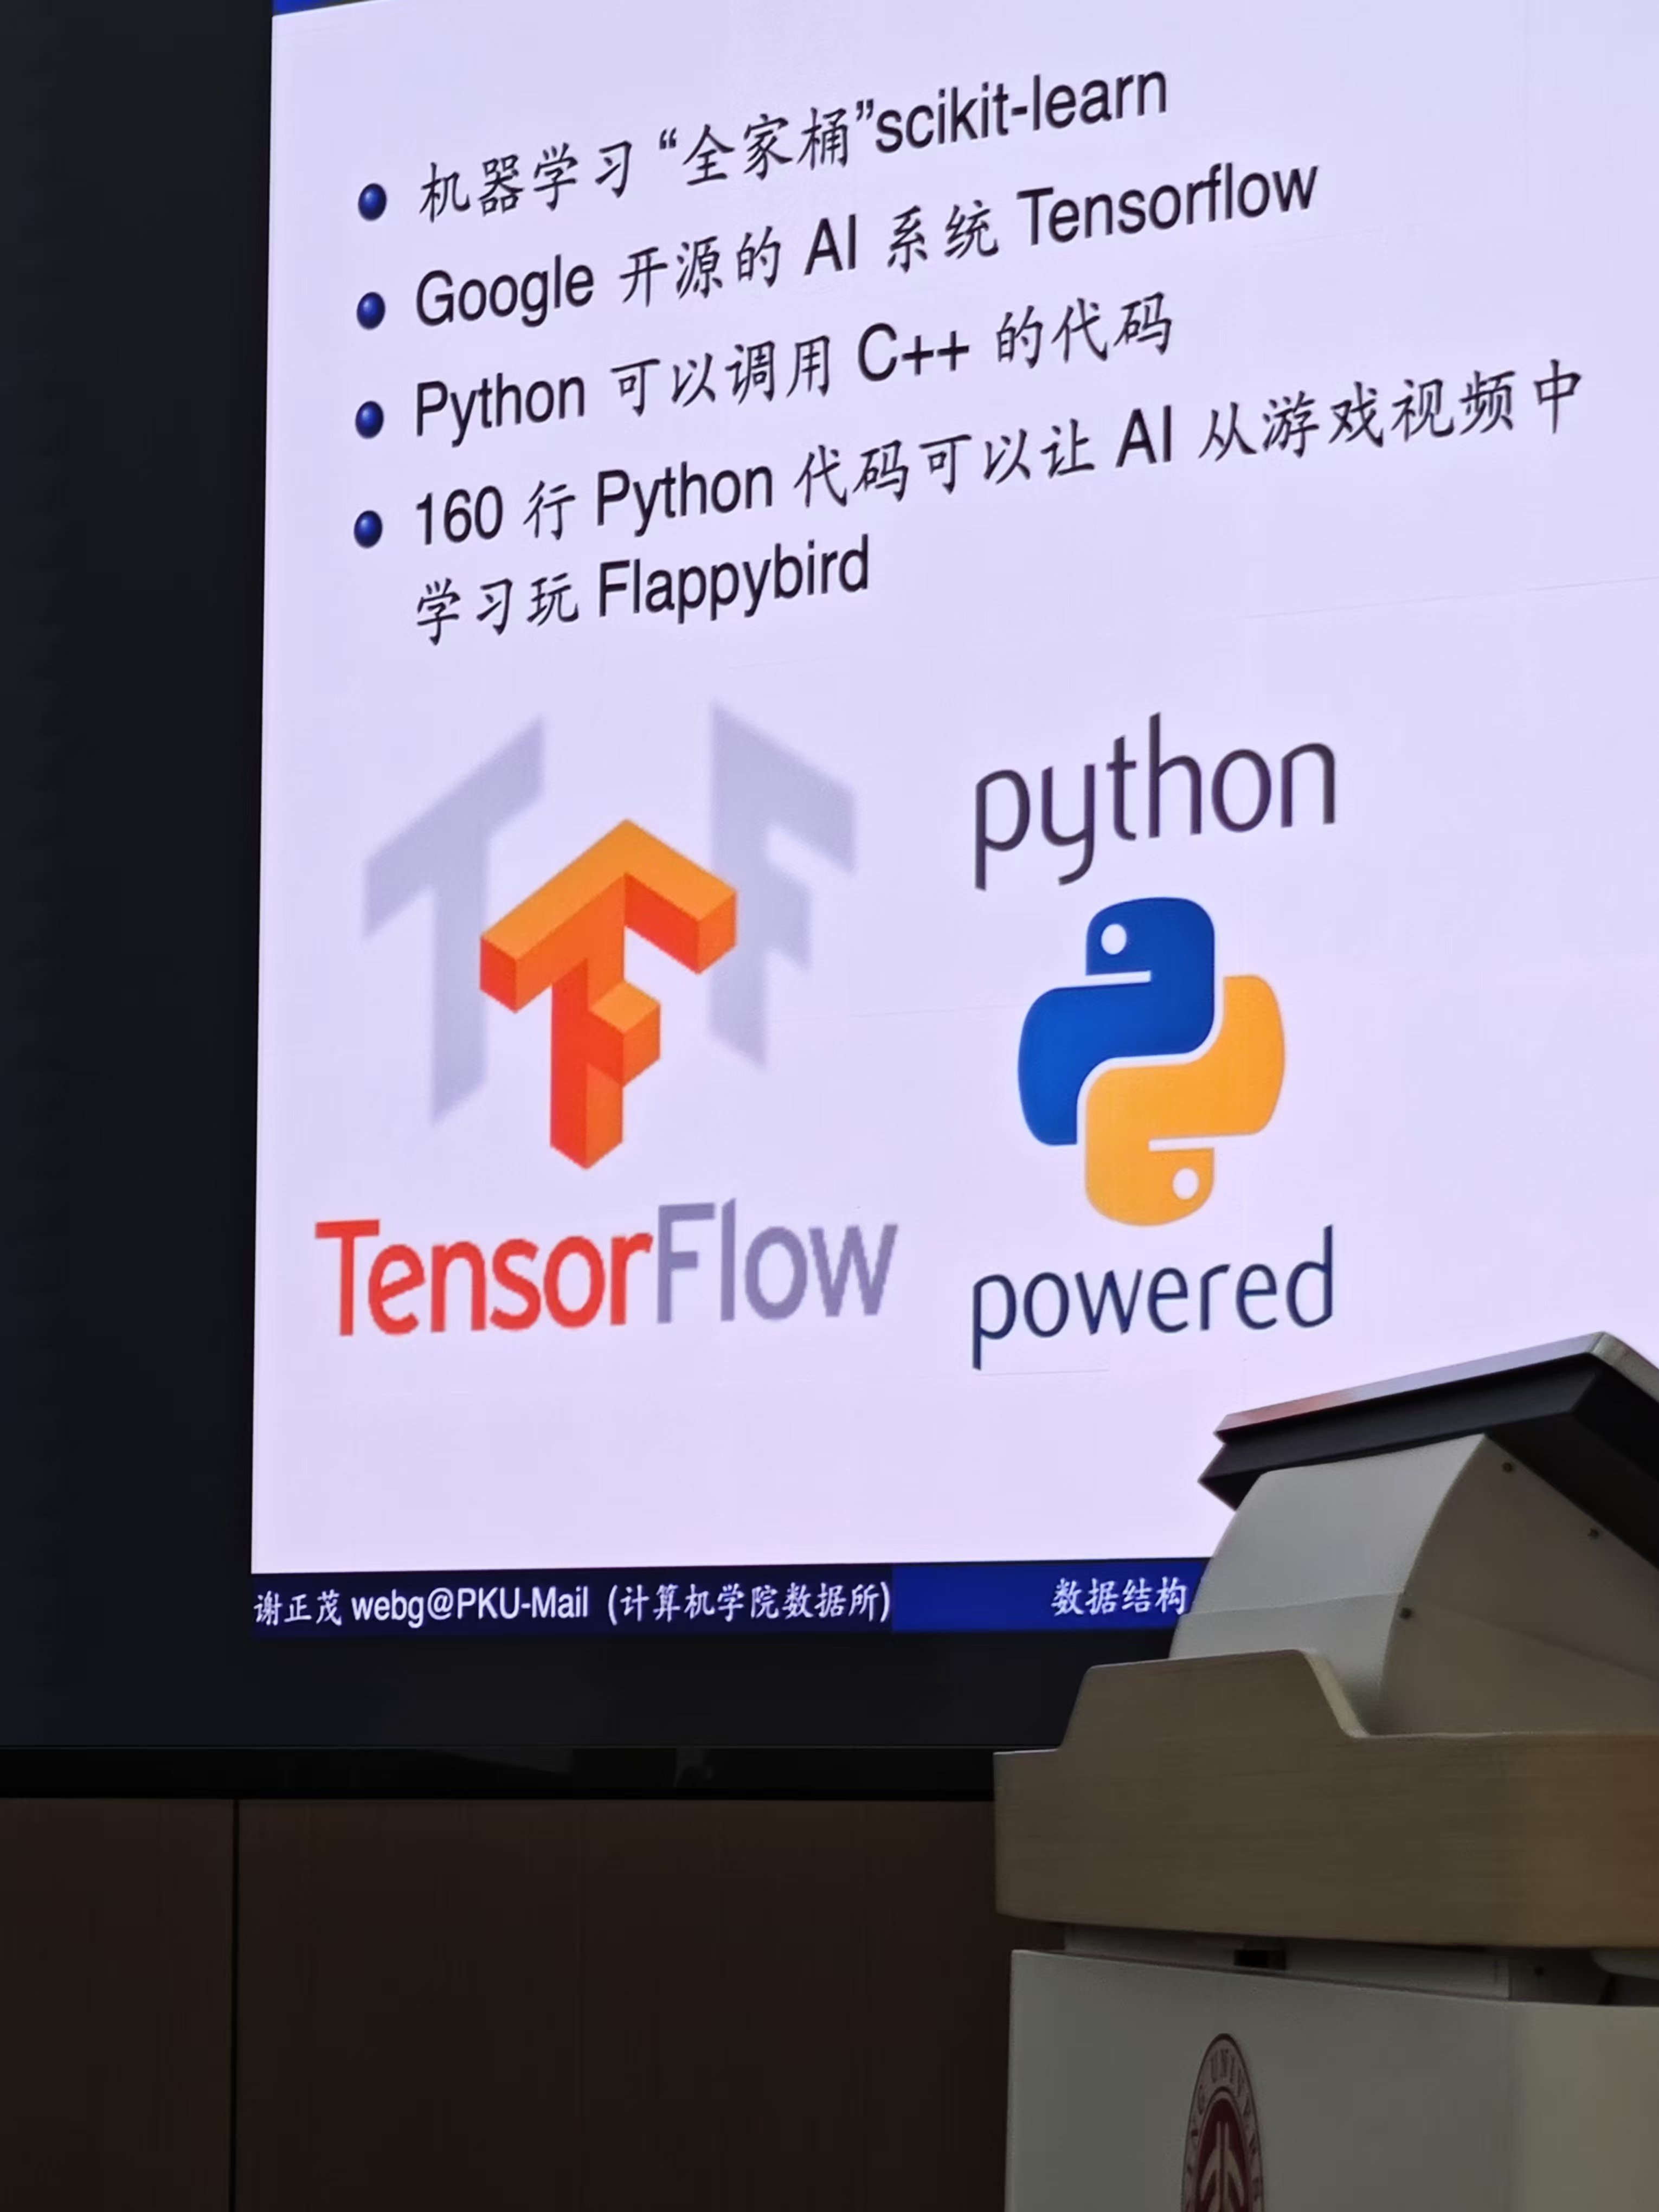 机器学习 “全家桶”scikit-learn
Google 开源的 AI 系统 Tensorflow
Python 可以调用 C++ 的代码
160 行 Python 代码可以让 AI 从游戏视频中
学习玩 Flappybird
python
TensorFlow
powered
谢正茂 webg@PKU-Mail (计算机学院数据所)
数据结构